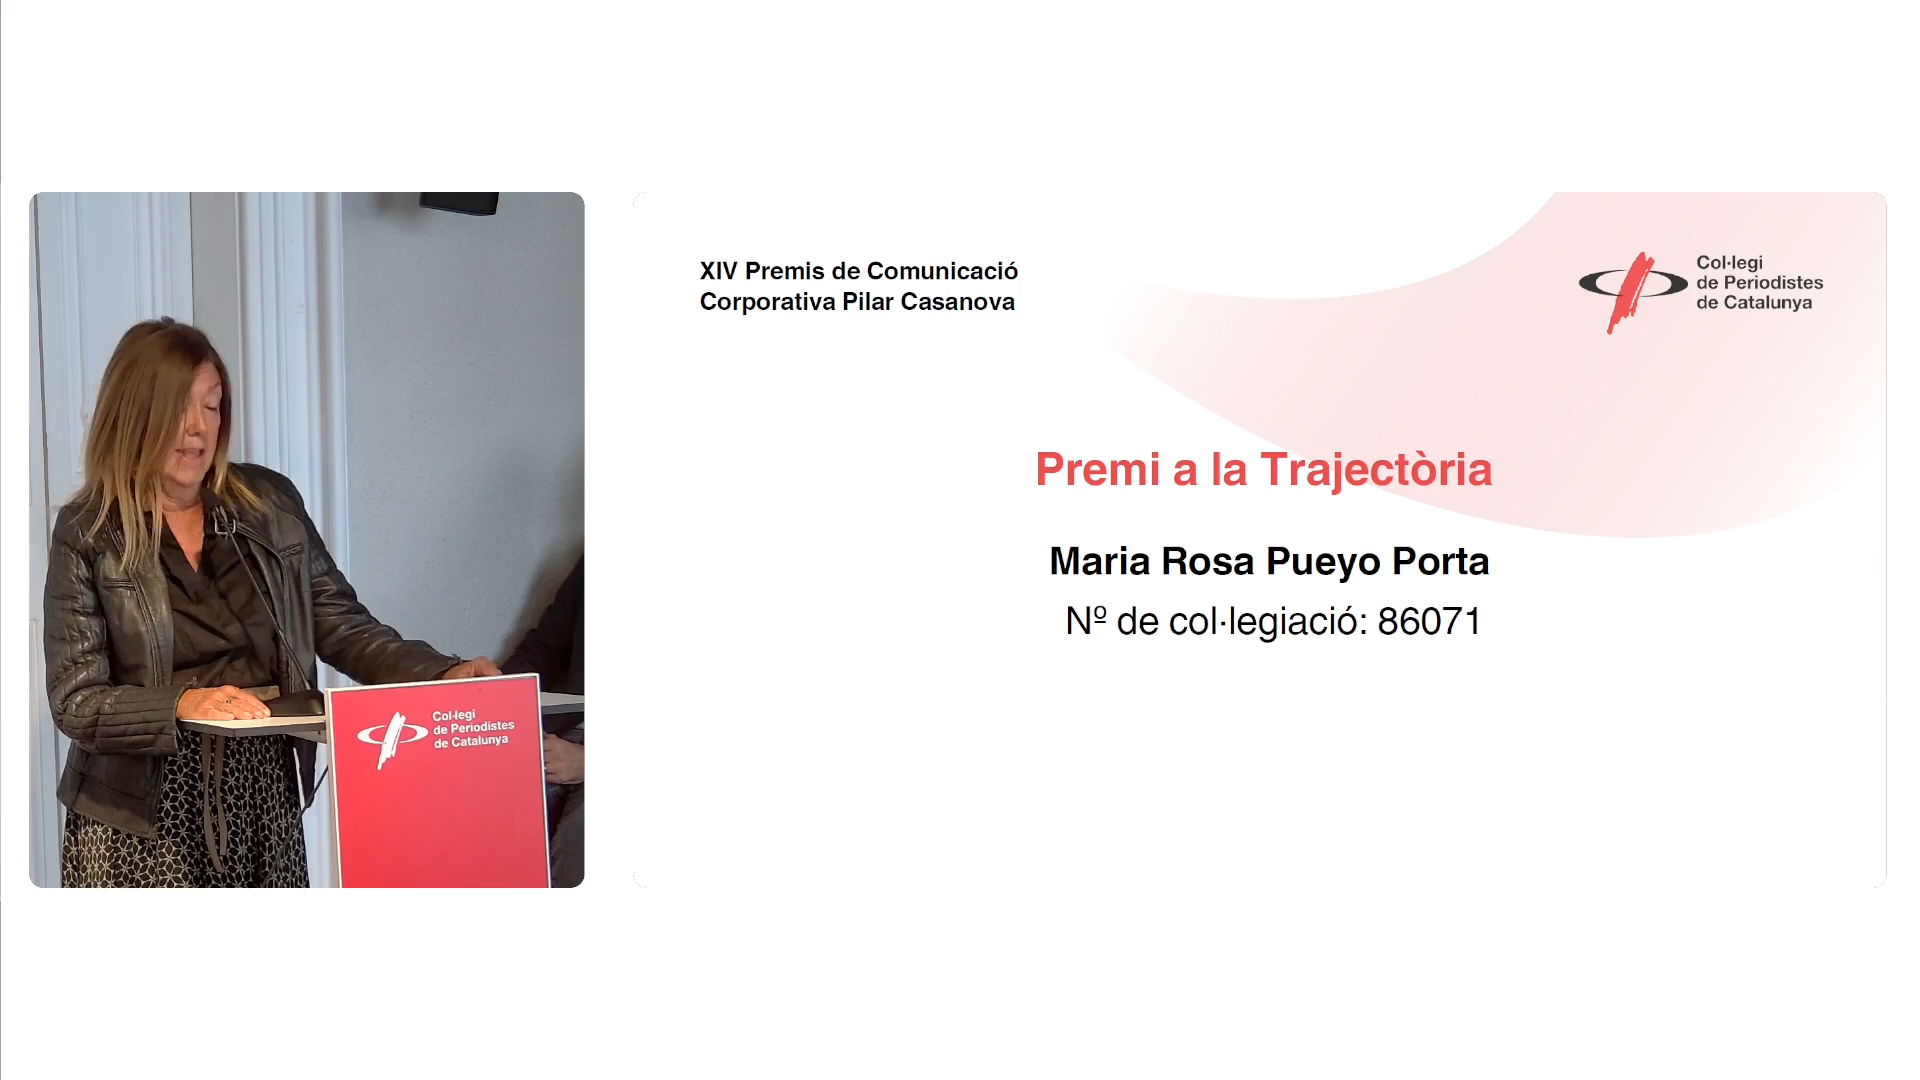 XIV Premis de Comunicació
Corporativa Pilar Casanova
Col·legi
de Periodistes
de Catalunya
Premi a la Trajectòria
Maria Rosa Pueyo Porta
Nº de col·legiació: 86071
Col·legi
de Periodistes
de Catalunya